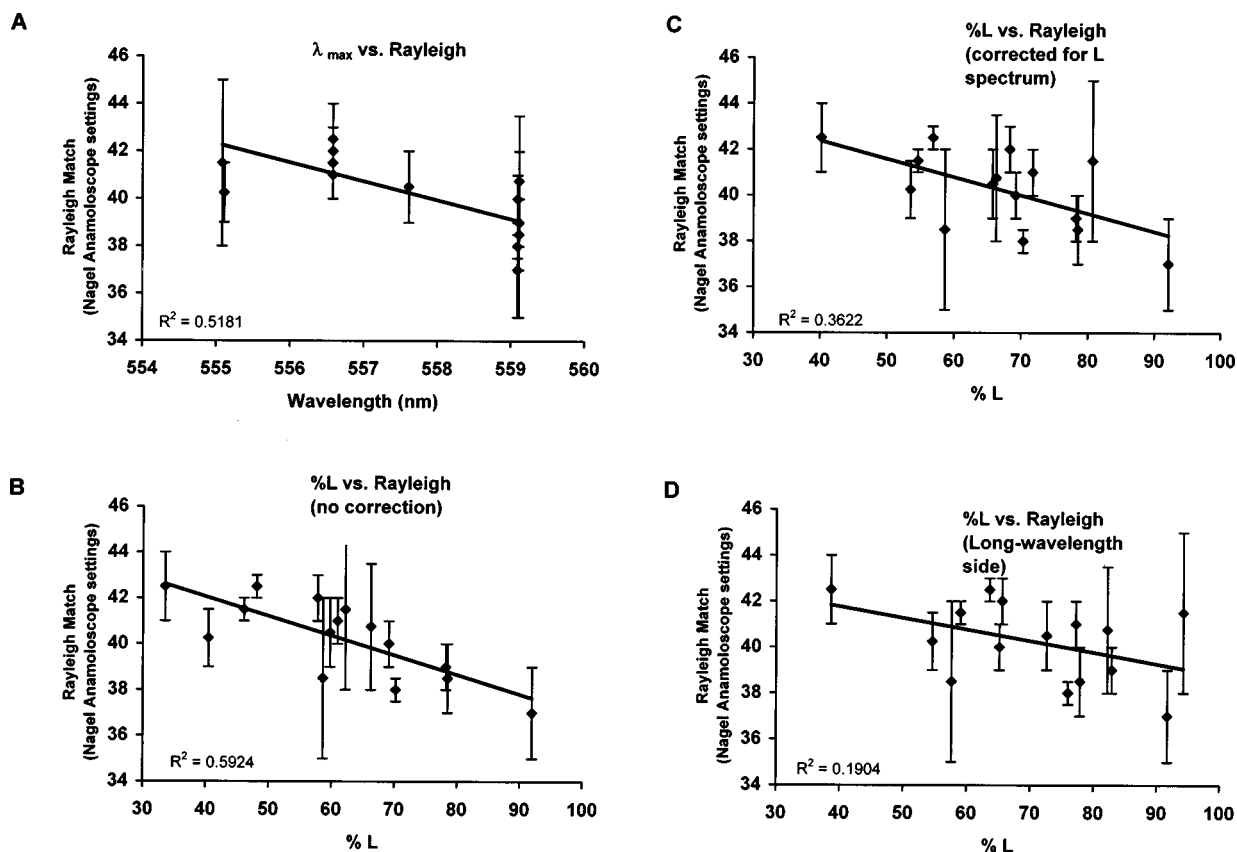 A
λ max vs. Rayleigh
Rayleigh Match
(Nagel Anamoloscope settings)
46
44
42
40
38
36
34
R² = 0.5181
554 555 556 557 558 559 560
Wavelength (nm)
B
%L vs. Rayleigh
(no correction)
Rayleigh Match
(Nagel Anamoloscope settings)
46
44
42
40
38
36
34
R² = 0.5924
30 40 50 60 70 80 90 100
% L
C
%L vs. Rayleigh
(corrected for L
spectrum)
Rayleigh Match
(Nagel Anamoloscope settings)
46
44
42
40
38
36
34
R² = 0.3622
30 40 50 60 70 80 90 100
% L
D
%L vs. Rayleigh
(Long-wavelength
side)
Rayleigh Match
(Nagel Anamoloscope settings)
46
44
42
40
38
36
34
R² = 0.1904
30 40 50 60 70 80 90 100
% L